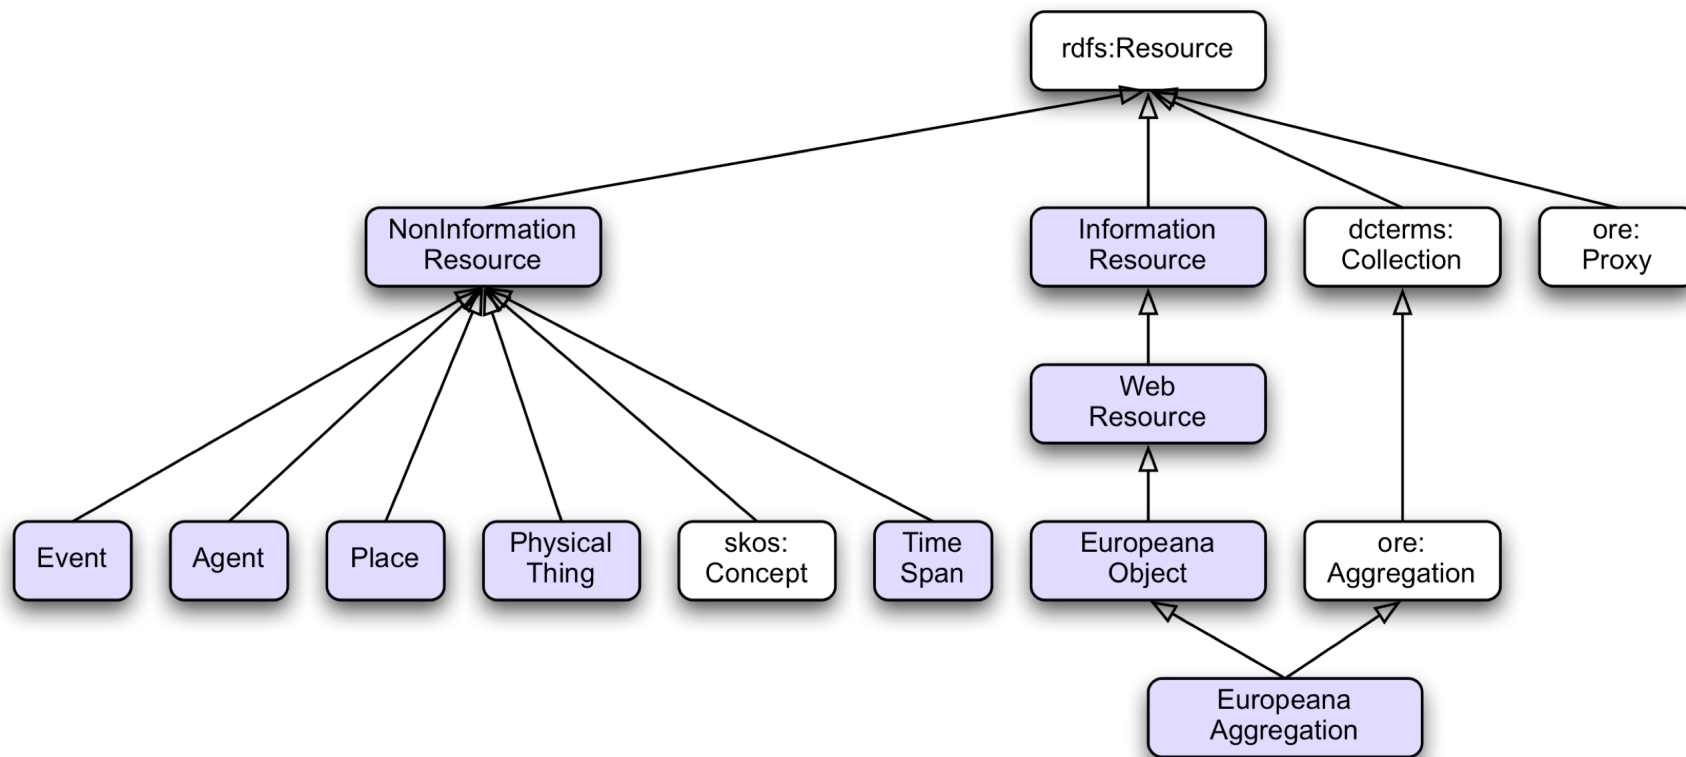 rdfs:Resource
NonInformation
Resource
Information
Resource
dcterms:
Collection
ore:
Proxy
Web
Resource
Event
Agent
Place
Physical
Thing
skos:
Concept
Time
Span
Europeana
Object
ore:
Aggregation
Europeana
Aggregation